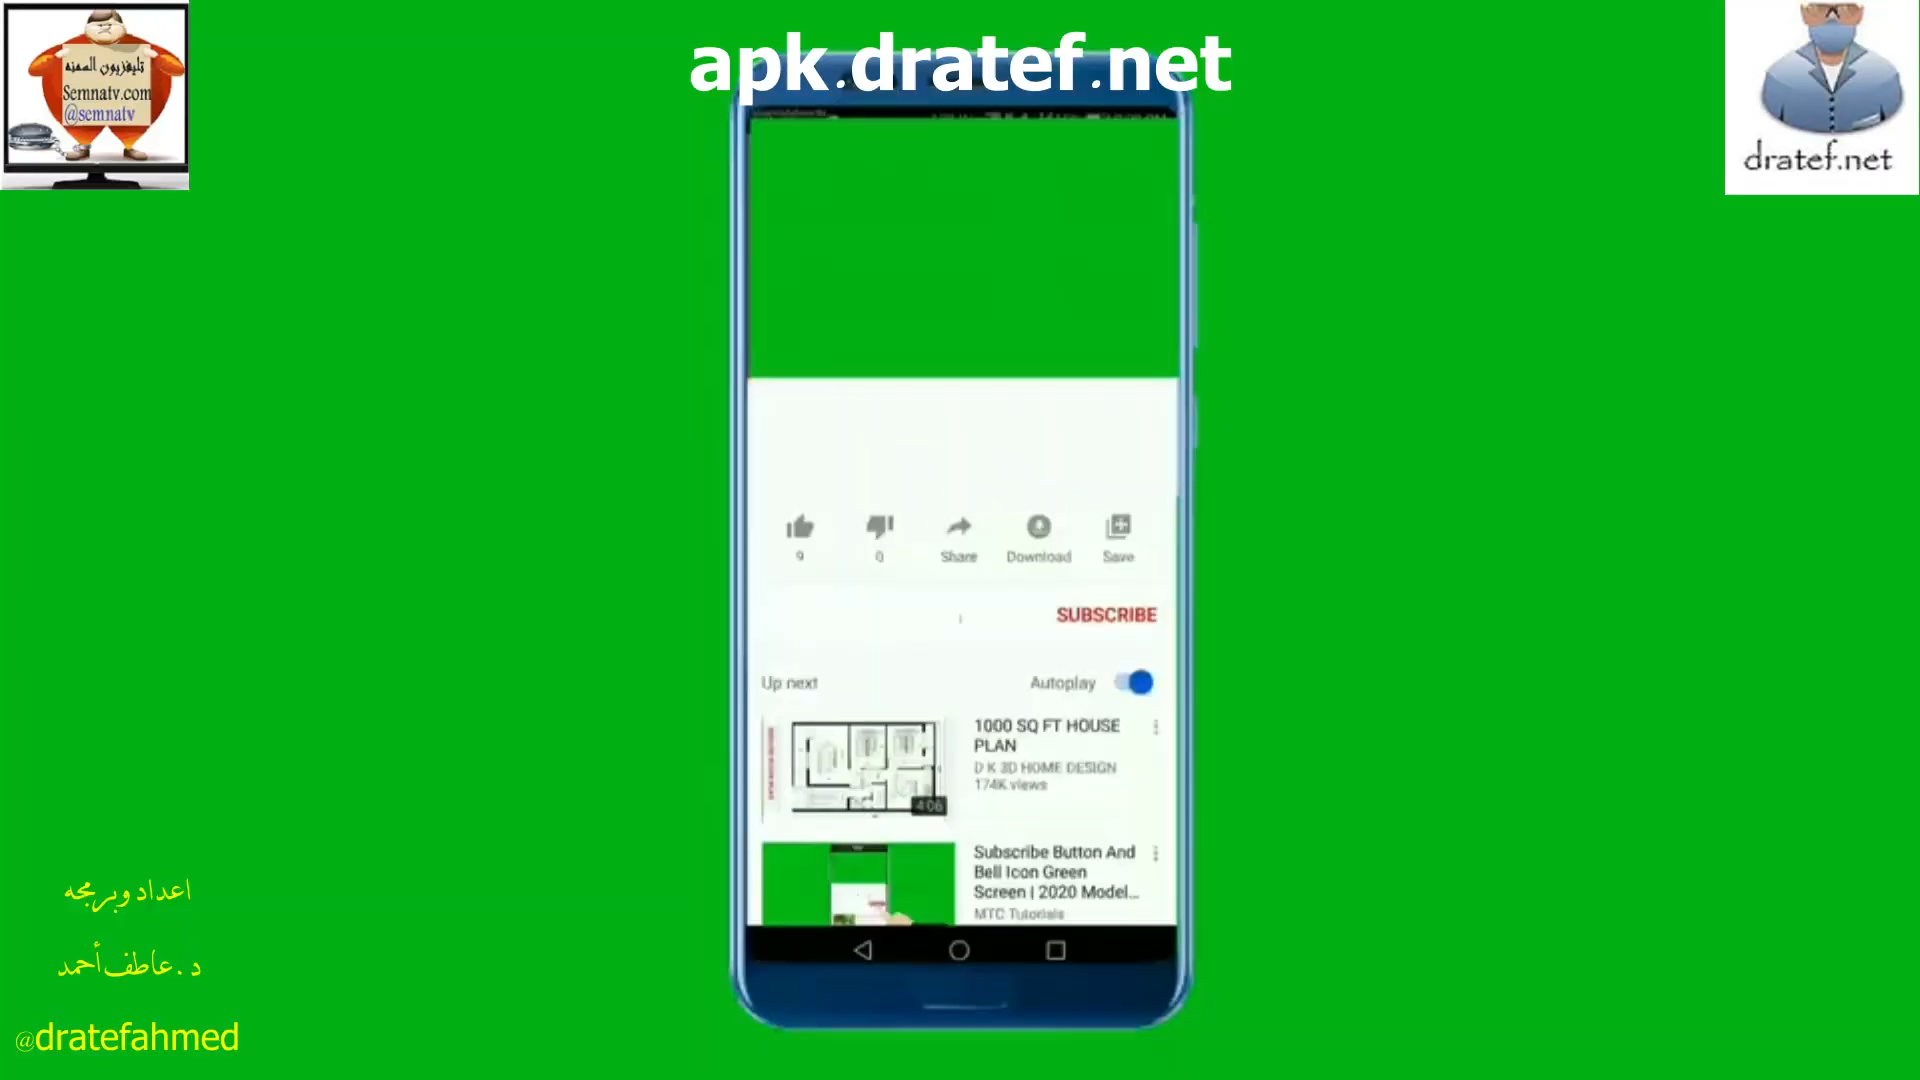 apk.dratef.net
تليفزيون السمنه
Semnatv.com
@semnatv
dratef.net
9
0
Share
Download
Save
SUBSCRIBE
Up next
Autoplay
1000 SQ FT HOUSE
PLAN
D K 3D HOME DESIGN
174K views
4:06
Subscribe Button And
Bell Icon Green
Screen | 2020 Model...
MTC Tutorials
اعداد وبرمجه
د . عاطف أحمد
@dratefahmed